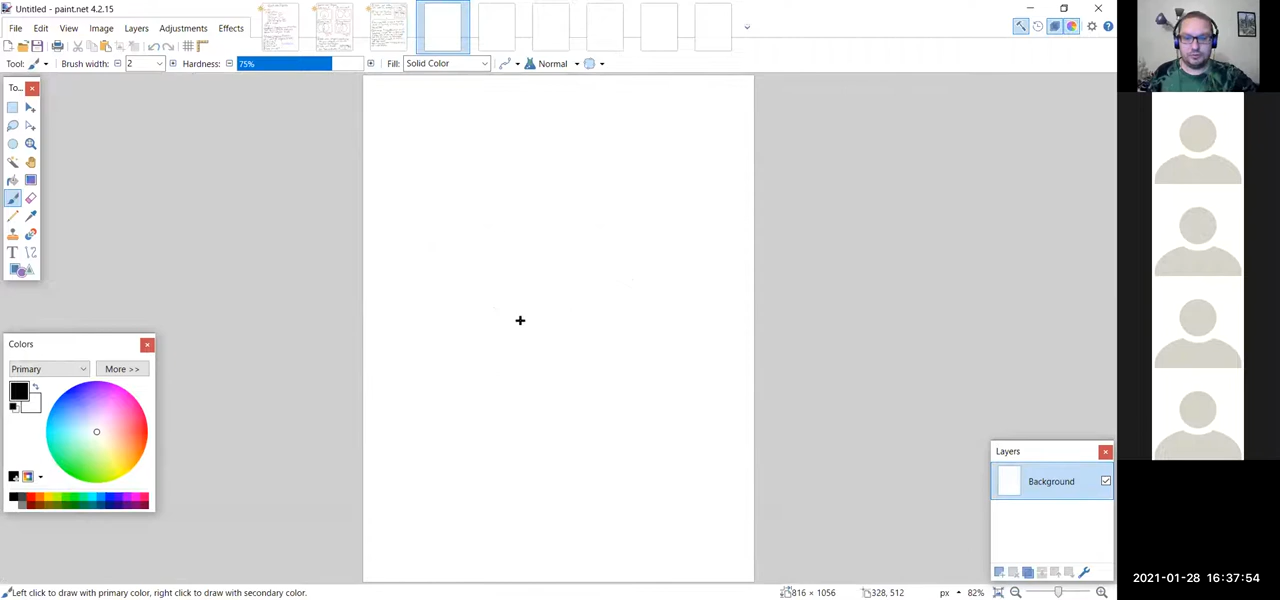 Untitled - paint.net 4.2.15
File Edit View Image Layers Adjustments Effects
Tool: Brush width: 2 Hardness: 75% Fill: Solid Color Normal
To...
T
Colors
Primary More >>
Layers
Background
Left click to draw with primary color, right click to draw with secondary color. 816 × 1056 328, 512 px 82%
2021-01-28 16:37:54